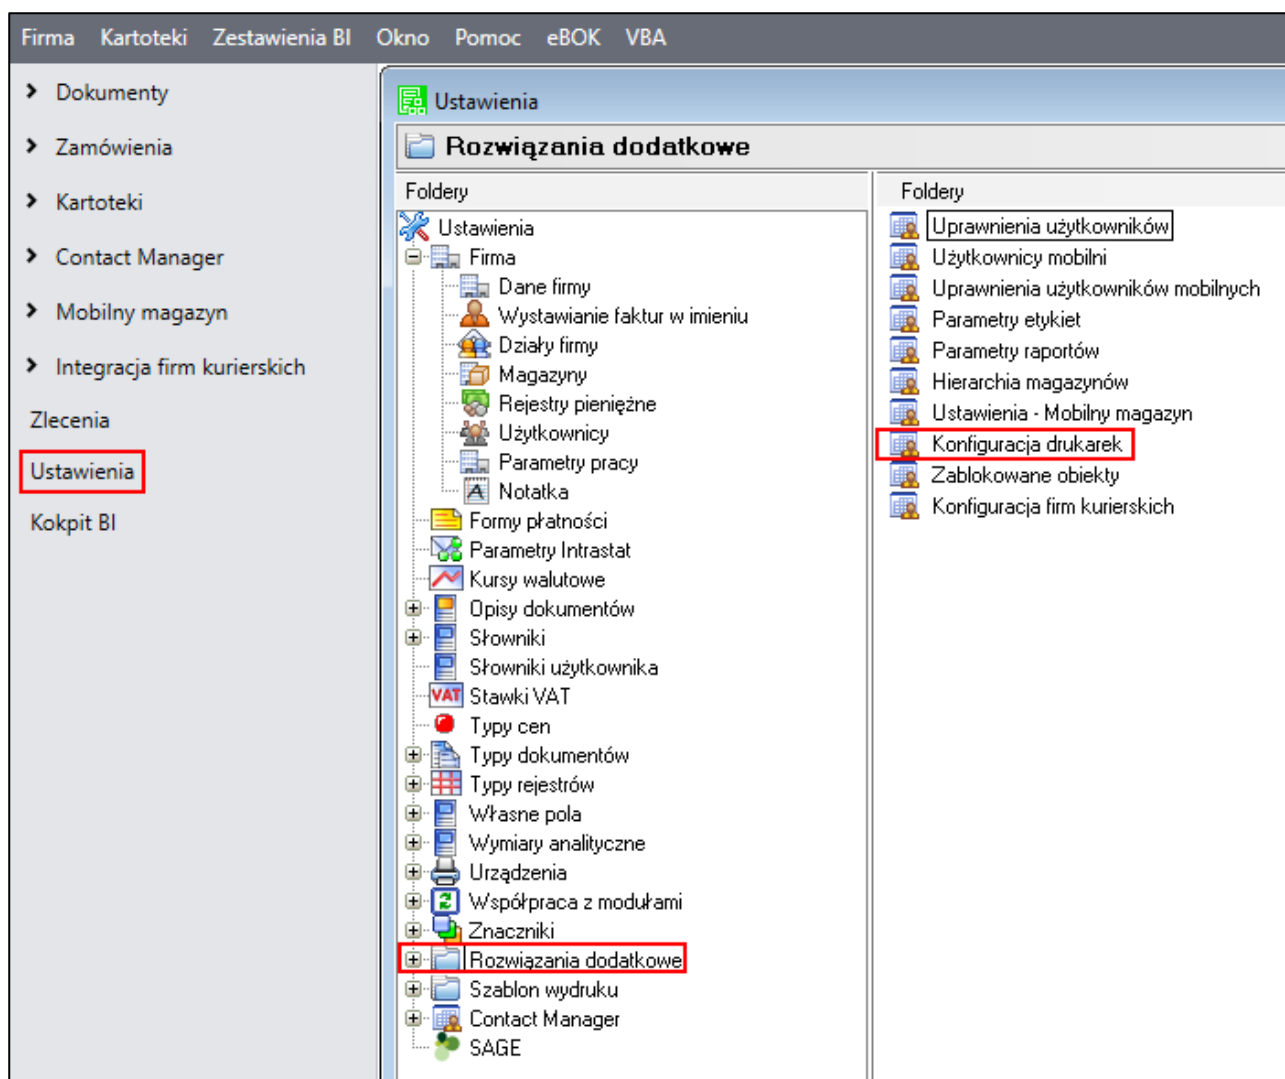 Firma Kartoteki Zestawienia BI Okno Pomoc eBOK VBA
Dokumenty
Zamówienia
Kartoteki
Contact Manager
Mobilny magazyn
Integracja firm kurierskich
Zlecenia
Ustawienia
Kokpit BI
Ustawienia
Rozwiązania dodatkowe
Foldery
Ustawienia
Firma
Dane firmy
Wystawianie faktur w imieniu
Działy firmy
Magazyny
Rejestry pieniężne
Użytkownicy
Parametry pracy
Notatka
Formy płatności
Parametry Intrastat
Kursy walutowe
Opisy dokumentów
Słowniki
Słowniki użytkownika
VAT Stawki VAT
Typy cen
Typy dokumentów
Typy rejestrów
Własne pola
Wymiary analityczne
Urządzenia
Współpraca z modułami
Znaczniki
Rozwiązania dodatkowe
Szablon wydruku
Contact Manager
SAGE
Foldery
Uprawnienia użytkowników
Użytkownicy mobilni
Uprawnienia użytkowników mobilnych
Parametry etykiet
Parametry raportów
Hierarchia magazynów
Ustawienia - Mobilny magazyn
Konfiguracja drukarek
Zablokowane obiekty
Konfiguracja firm kurierskich